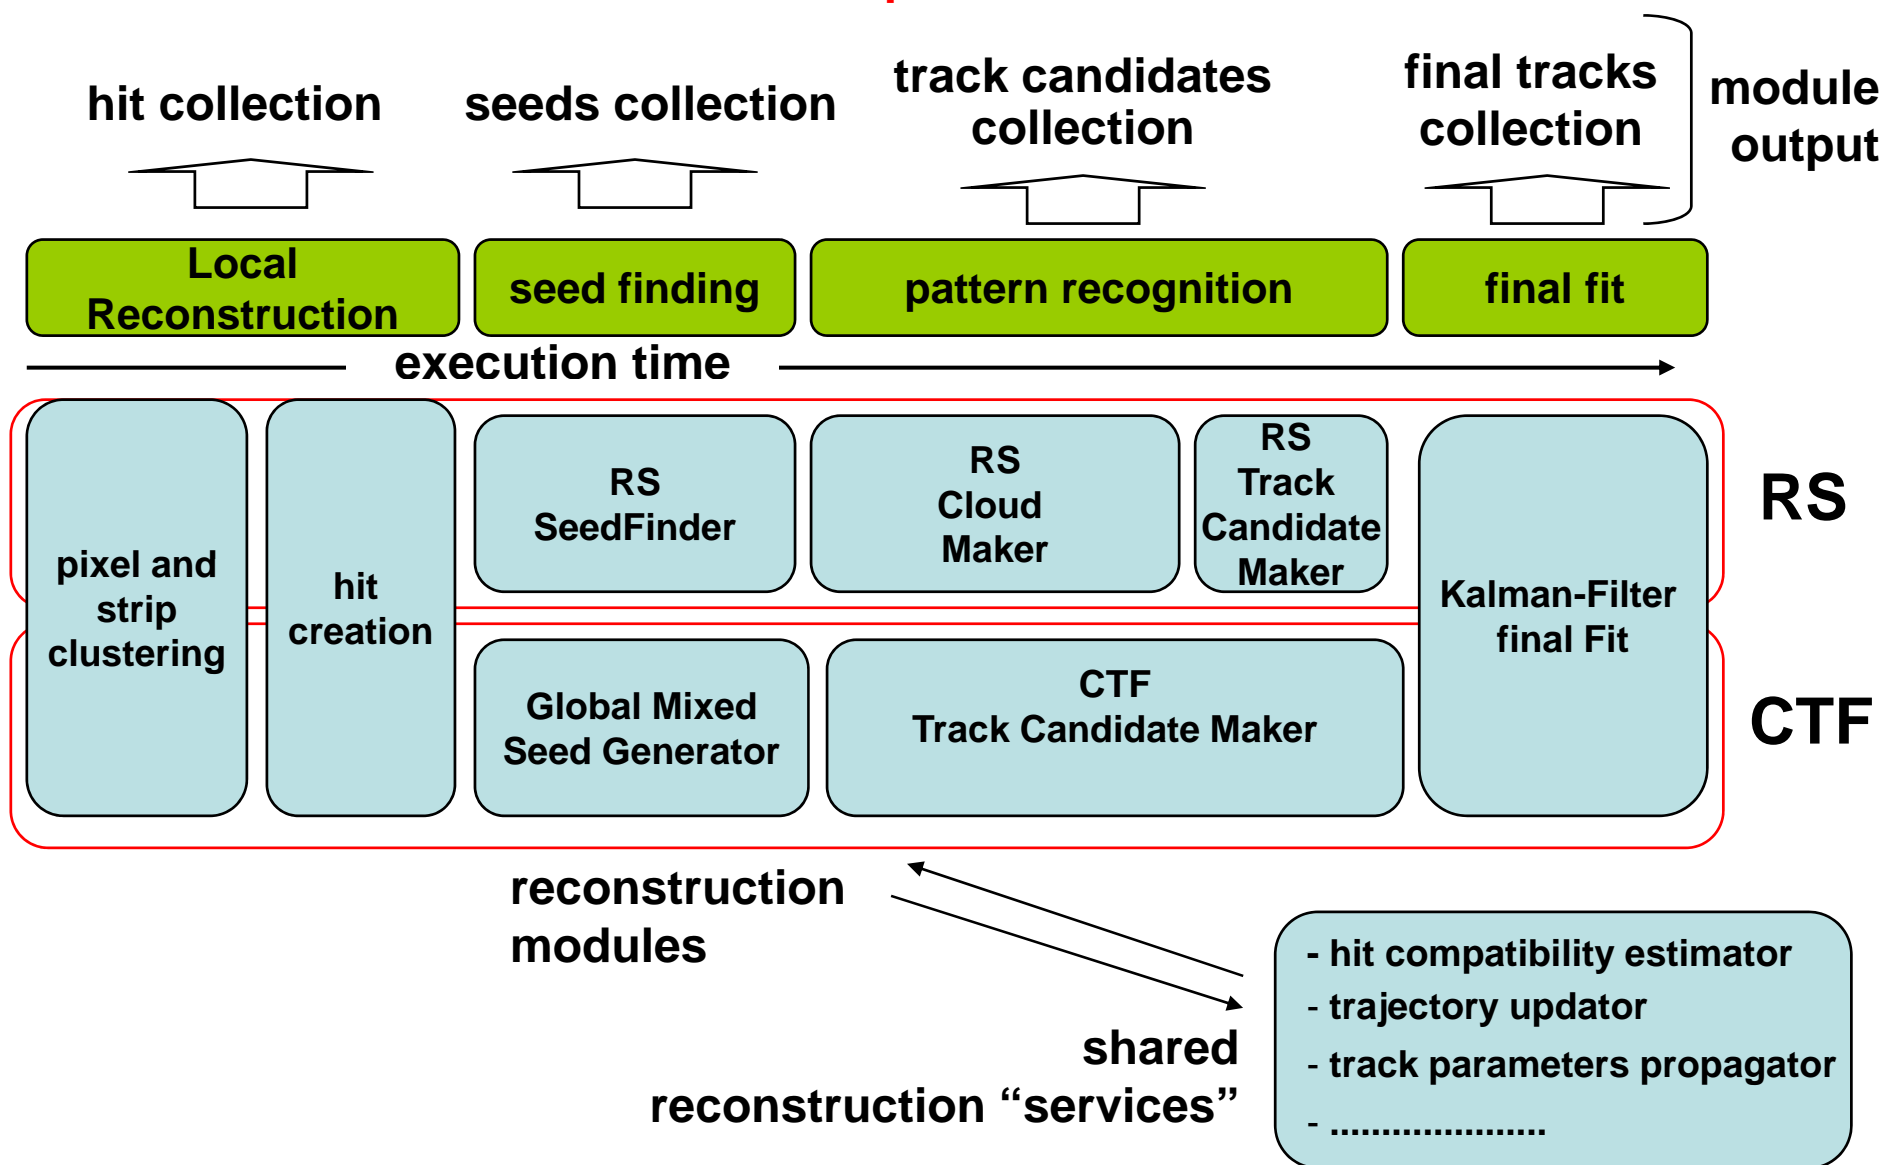 hit collection
seeds collection
track candidates
collection
final tracks
collection
module
output
Local
Reconstruction
seed finding
pattern recognition
final fit
execution time
pixel and
strip
clustering
hit
creation
RS
SeedFinder
RS
Cloud
Maker
RS
Track
Candidate
Maker
Kalman-Filter
final Fit
RS
Global Mixed
Seed Generator
CTF
Track Candidate Maker
CTF
reconstruction
modules
shared
reconstruction “services”
- hit compatibility estimator
- trajectory updator
- track parameters propagator
- .....................